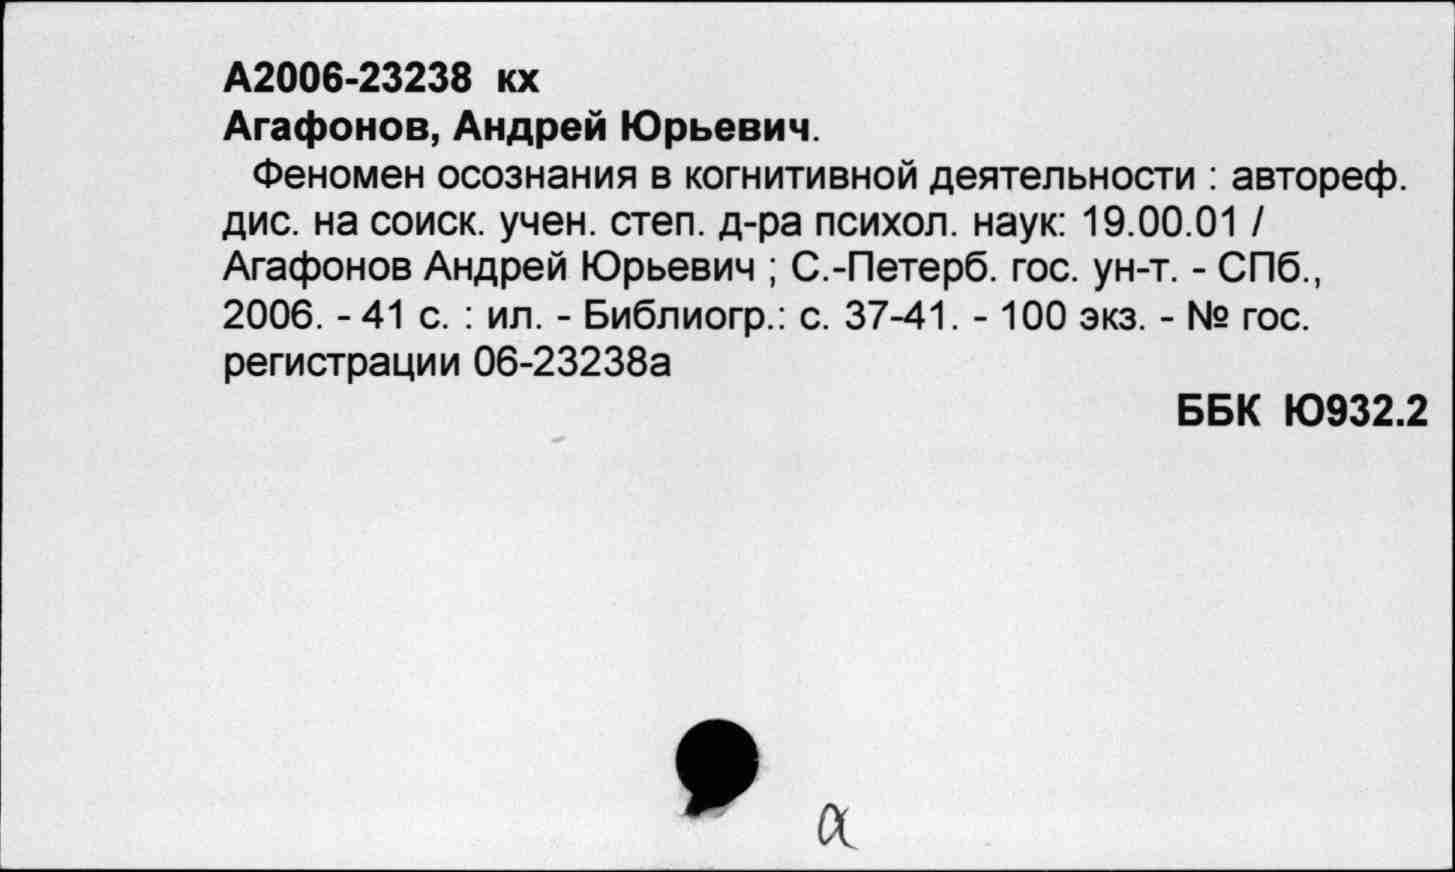 А2006-23238 кх
Агафонов, Андрей Юрьевич.
Феномен осознания в когнитивной деятельности : автореф.
дис. на соиск. учен. степ. д-ра психол. наук: 19.00.01 /
Агафонов Андрей Юрьевич ; С.-Петерб. гос. ун-т. - СПб.,
2006. - 41 с. : ил. - Библиогр.: с. 37-41. - 100 экз. - № гос.
регистрации 06-23238а
ББК Ю932.2
а